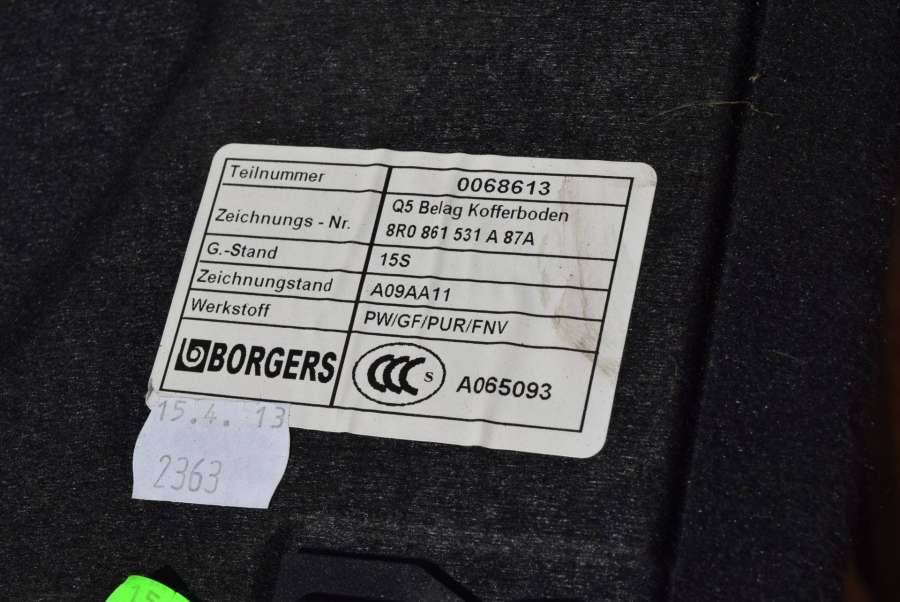 Teilnummer 0068613
Zeichnungs - Nr. Q5 Belag Kofferboden
8R0 861 531 A 87A
G.-Stand 15S
Zeichnungstand A09AA11
Werkstoff PW/GF/PUR/FNV
BORGERS CCC S A065093
15.4. 13
2363
15